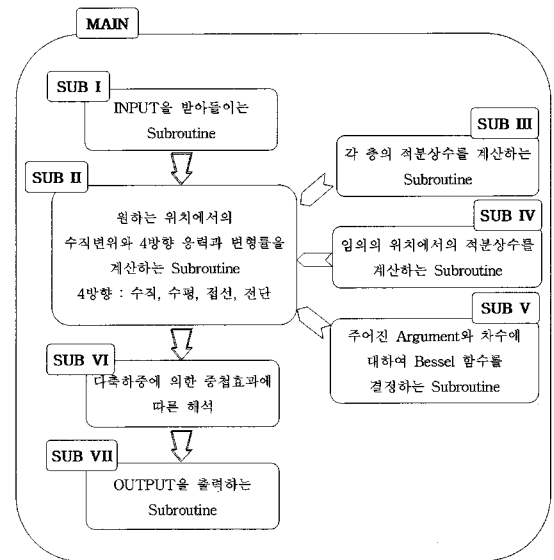 MAIN
SUB I
INPUT을 받아들이는
Subroutine
SUB II
원하는 위치에서의
수직변위와 4방향 응력과 변형률을
계산하는 Subroutine
4방향 : 수직, 수평, 접선, 전단
SUB III
각 층의 적분상수를 계산하는
Subroutine
SUB IV
임의의 위치에서의 적분상수를
계산하는 Subroutine
SUB V
주어진 Argument와 차수에
대하여 Bessel 함수를
결정하는 Subroutine
SUB VI
다축하중에 의한 중첩효과에
따른 해석
SUB VII
OUTPUT을 출력하는
Subroutine